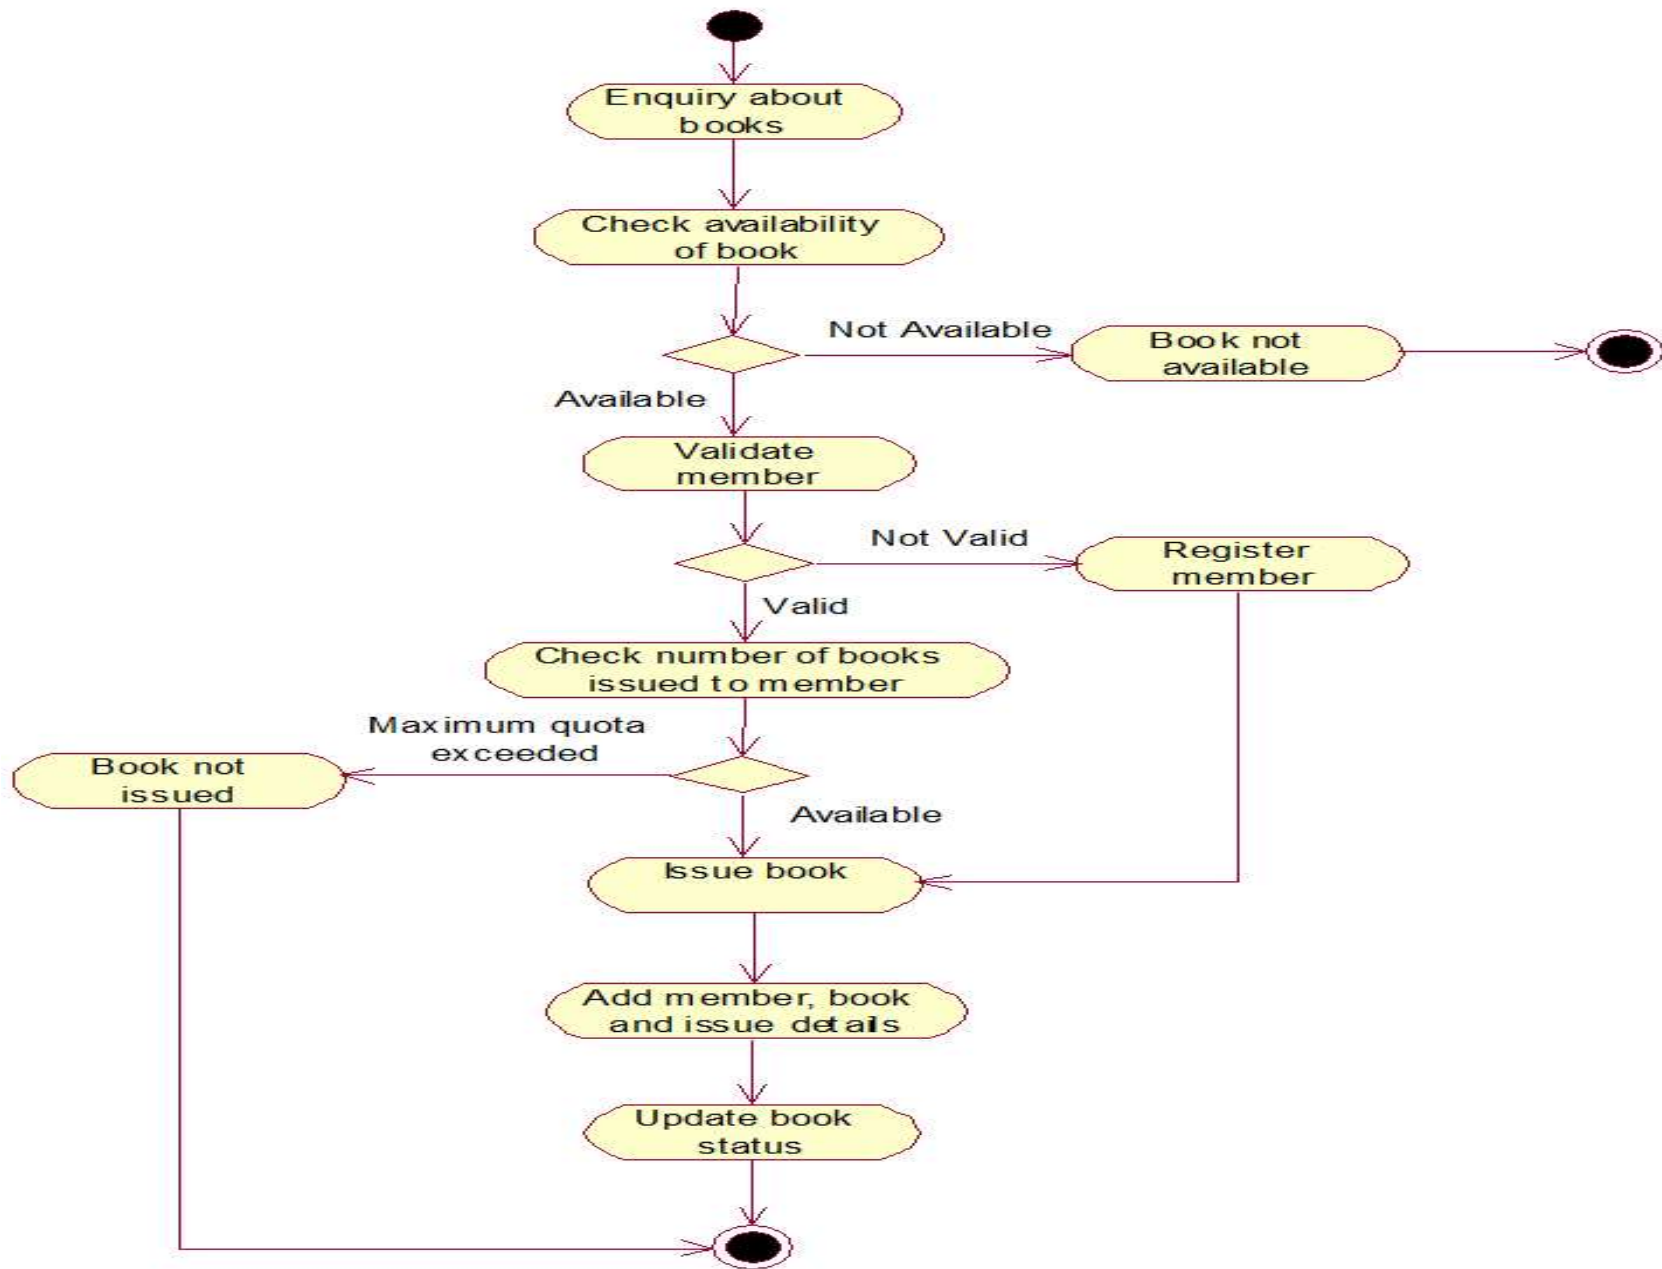 Enquiry about
books
Check availability
of book
Not Available
Book not
available
Available
Validate
member
Not Valid
Register
member
Valid
Check number of books
issued to member
Maximum quota
exceeded
Book not
issued
Available
Issue book
Add member, book
and issue details
Update book
status